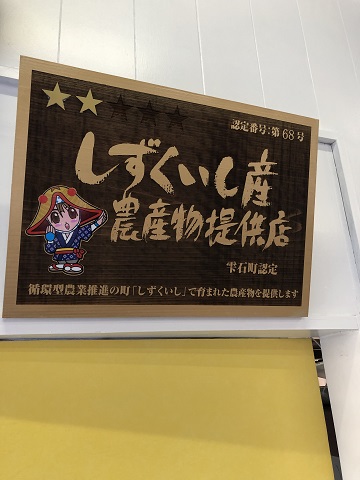 認定番号:第68号
しずくいし産
農産物提供店
雫石町認定
循環型農業推進の町「しずくいし」で育まれた農産物を提供します